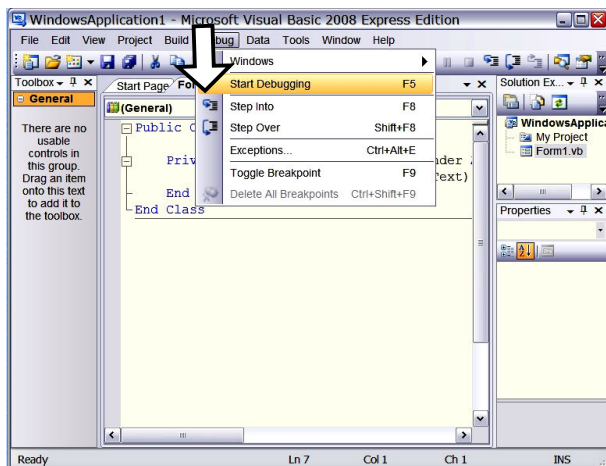 WindowsApplication1 - Microsoft Visual Basic 2008 Express Edition
File Edit View Project Build Debug Data Tools Window Help
Toolbox
General
There are no
usable
controls in
this group.
Drag an item
onto this text
to add it to
the toolbox.
Start Page
(General)
Public
End
End Class
Windows
Start Debugging F5
Step Into F8
Step Over Shift+F8
Exceptions... Ctrl+Alt+E
Toggle Breakpoint F9
Delete All Breakpoints Ctrl+Shift+F9
Solution Ex...
WindowsApplica
My Project
Form1.vb
Properties
Ready Ln 7 Col 1 Ch 1 INS